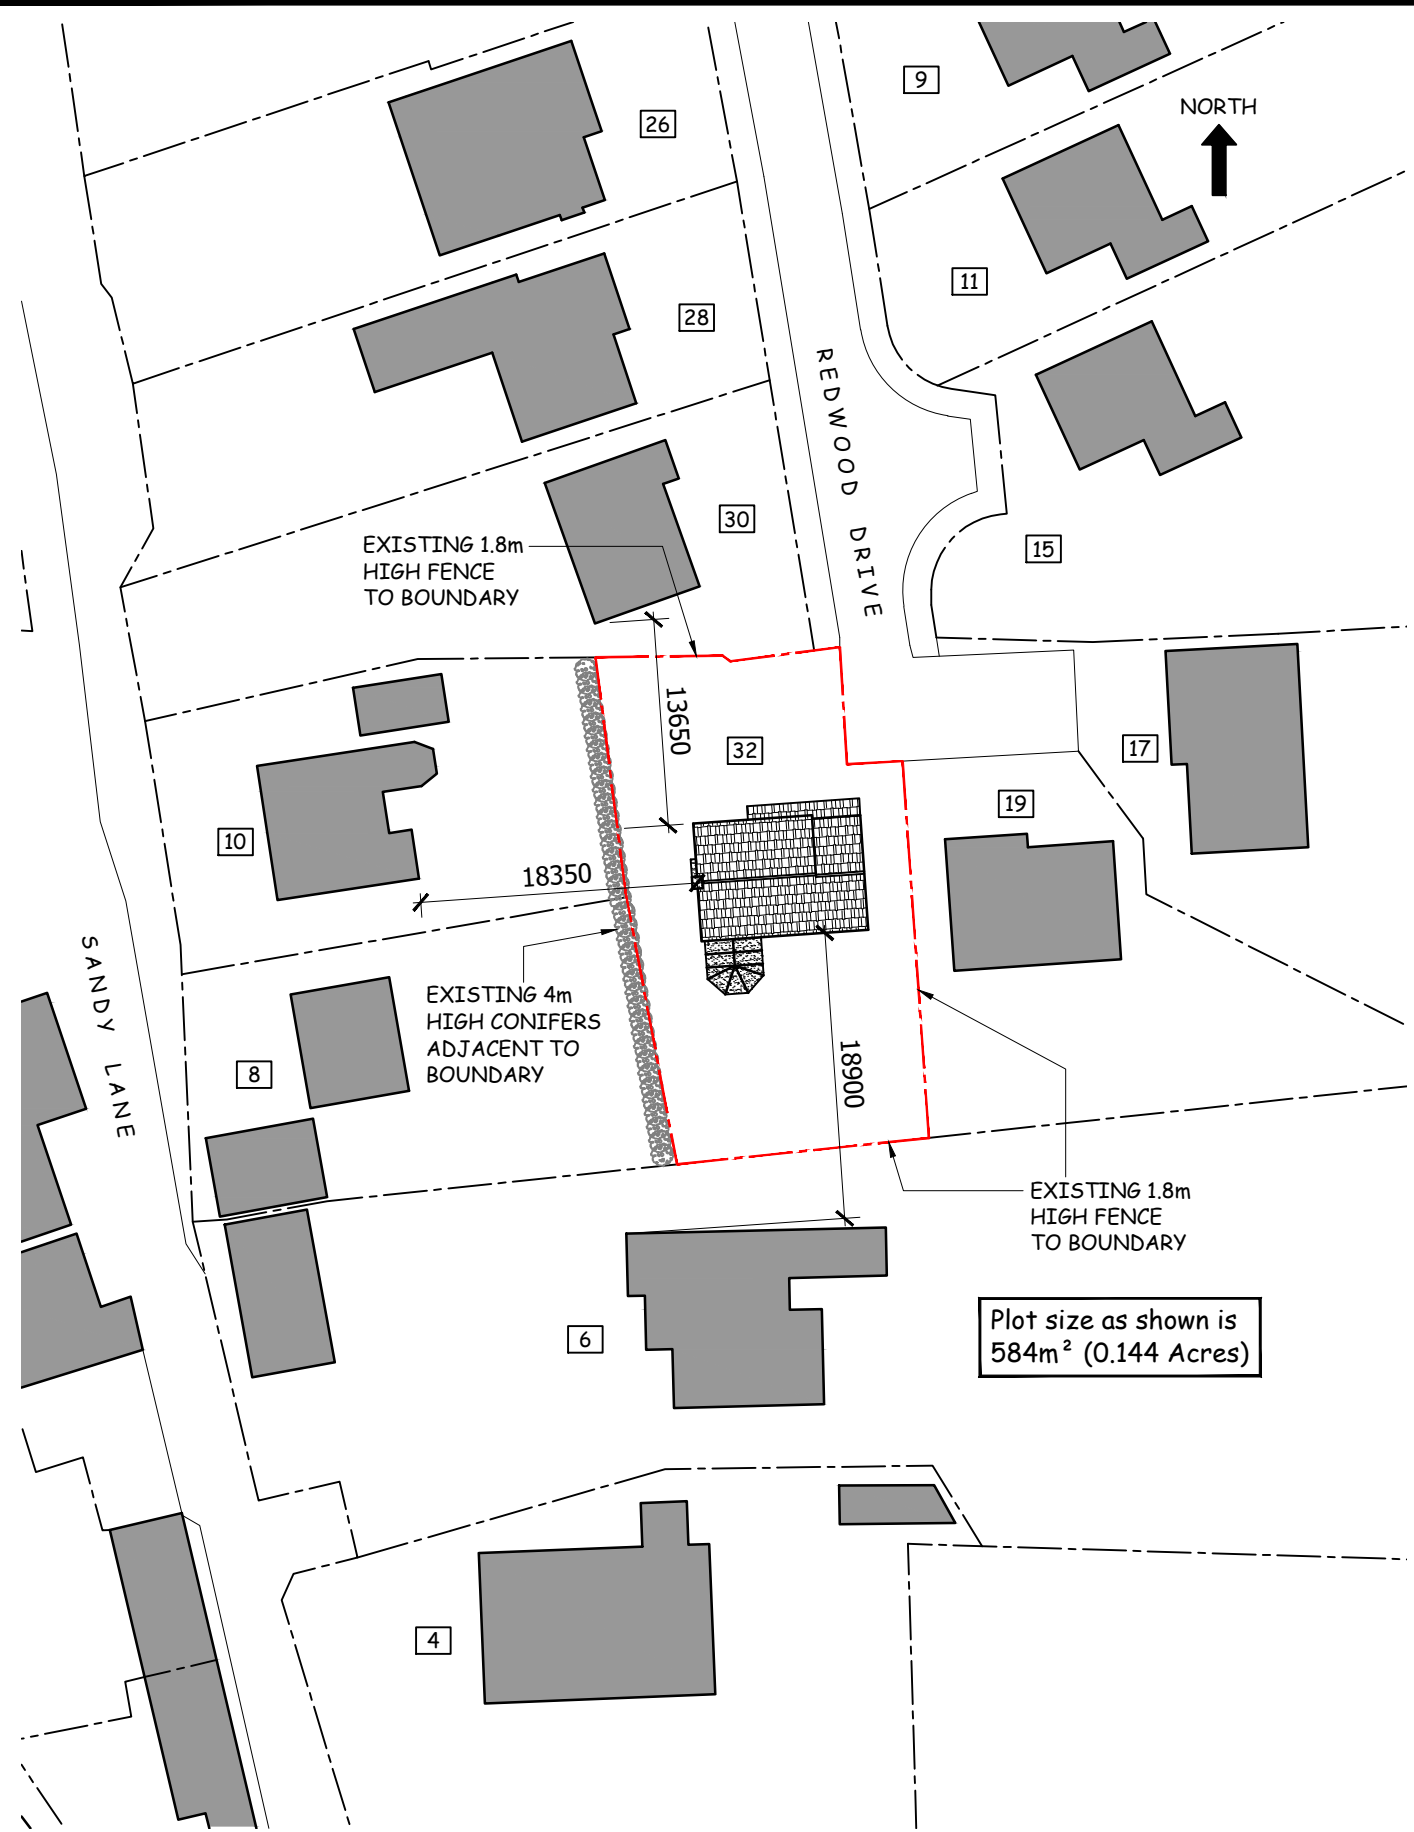 9
NORTH
26
11
28
REDWOOD DRIVE
30
EXISTING 1.8m
HIGH FENCE
TO BOUNDARY
15
13650
32
17
19
10
18350
SANDY LANE
EXISTING 4m
HIGH CONIFERS
ADJACENT TO
BOUNDARY
8
18900
EXISTING 1.8m
HIGH FENCE
TO BOUNDARY
Plot size as shown is
584m² (0.144 Acres)
6
4